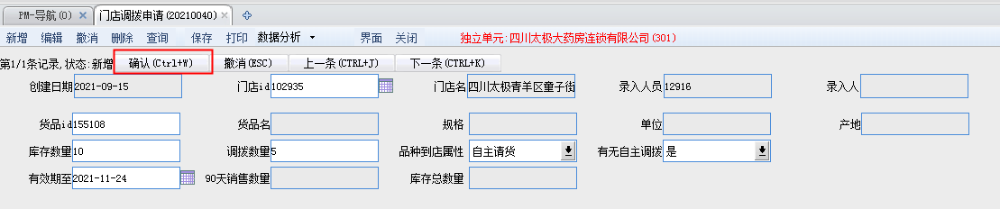 PM-导航(0) 门店调拨申请(20210040)
新增 编辑 撤消 删除 查询 保存 打印 数据分析 界面 关闭 独立单元:四川太极大药房连锁有限公司(301)
第1/1条记录,状态:新增 确认(Ctrl+W) 撤消(ESC) 上一条(CTRL+J) 下一条(CTRL+K)
创建日期 2021-09-15 门店id 102935 门店名 四川太极青羊区童子街 录入人员 12916 录入人
货品id 155108 货品名 规格 单位 产地
库存数量 10 调拨数量 5 品种到店属性 自主请货 有无自主调拨 是
有效期至 2021-11-24 90天销售数量 库存总数量